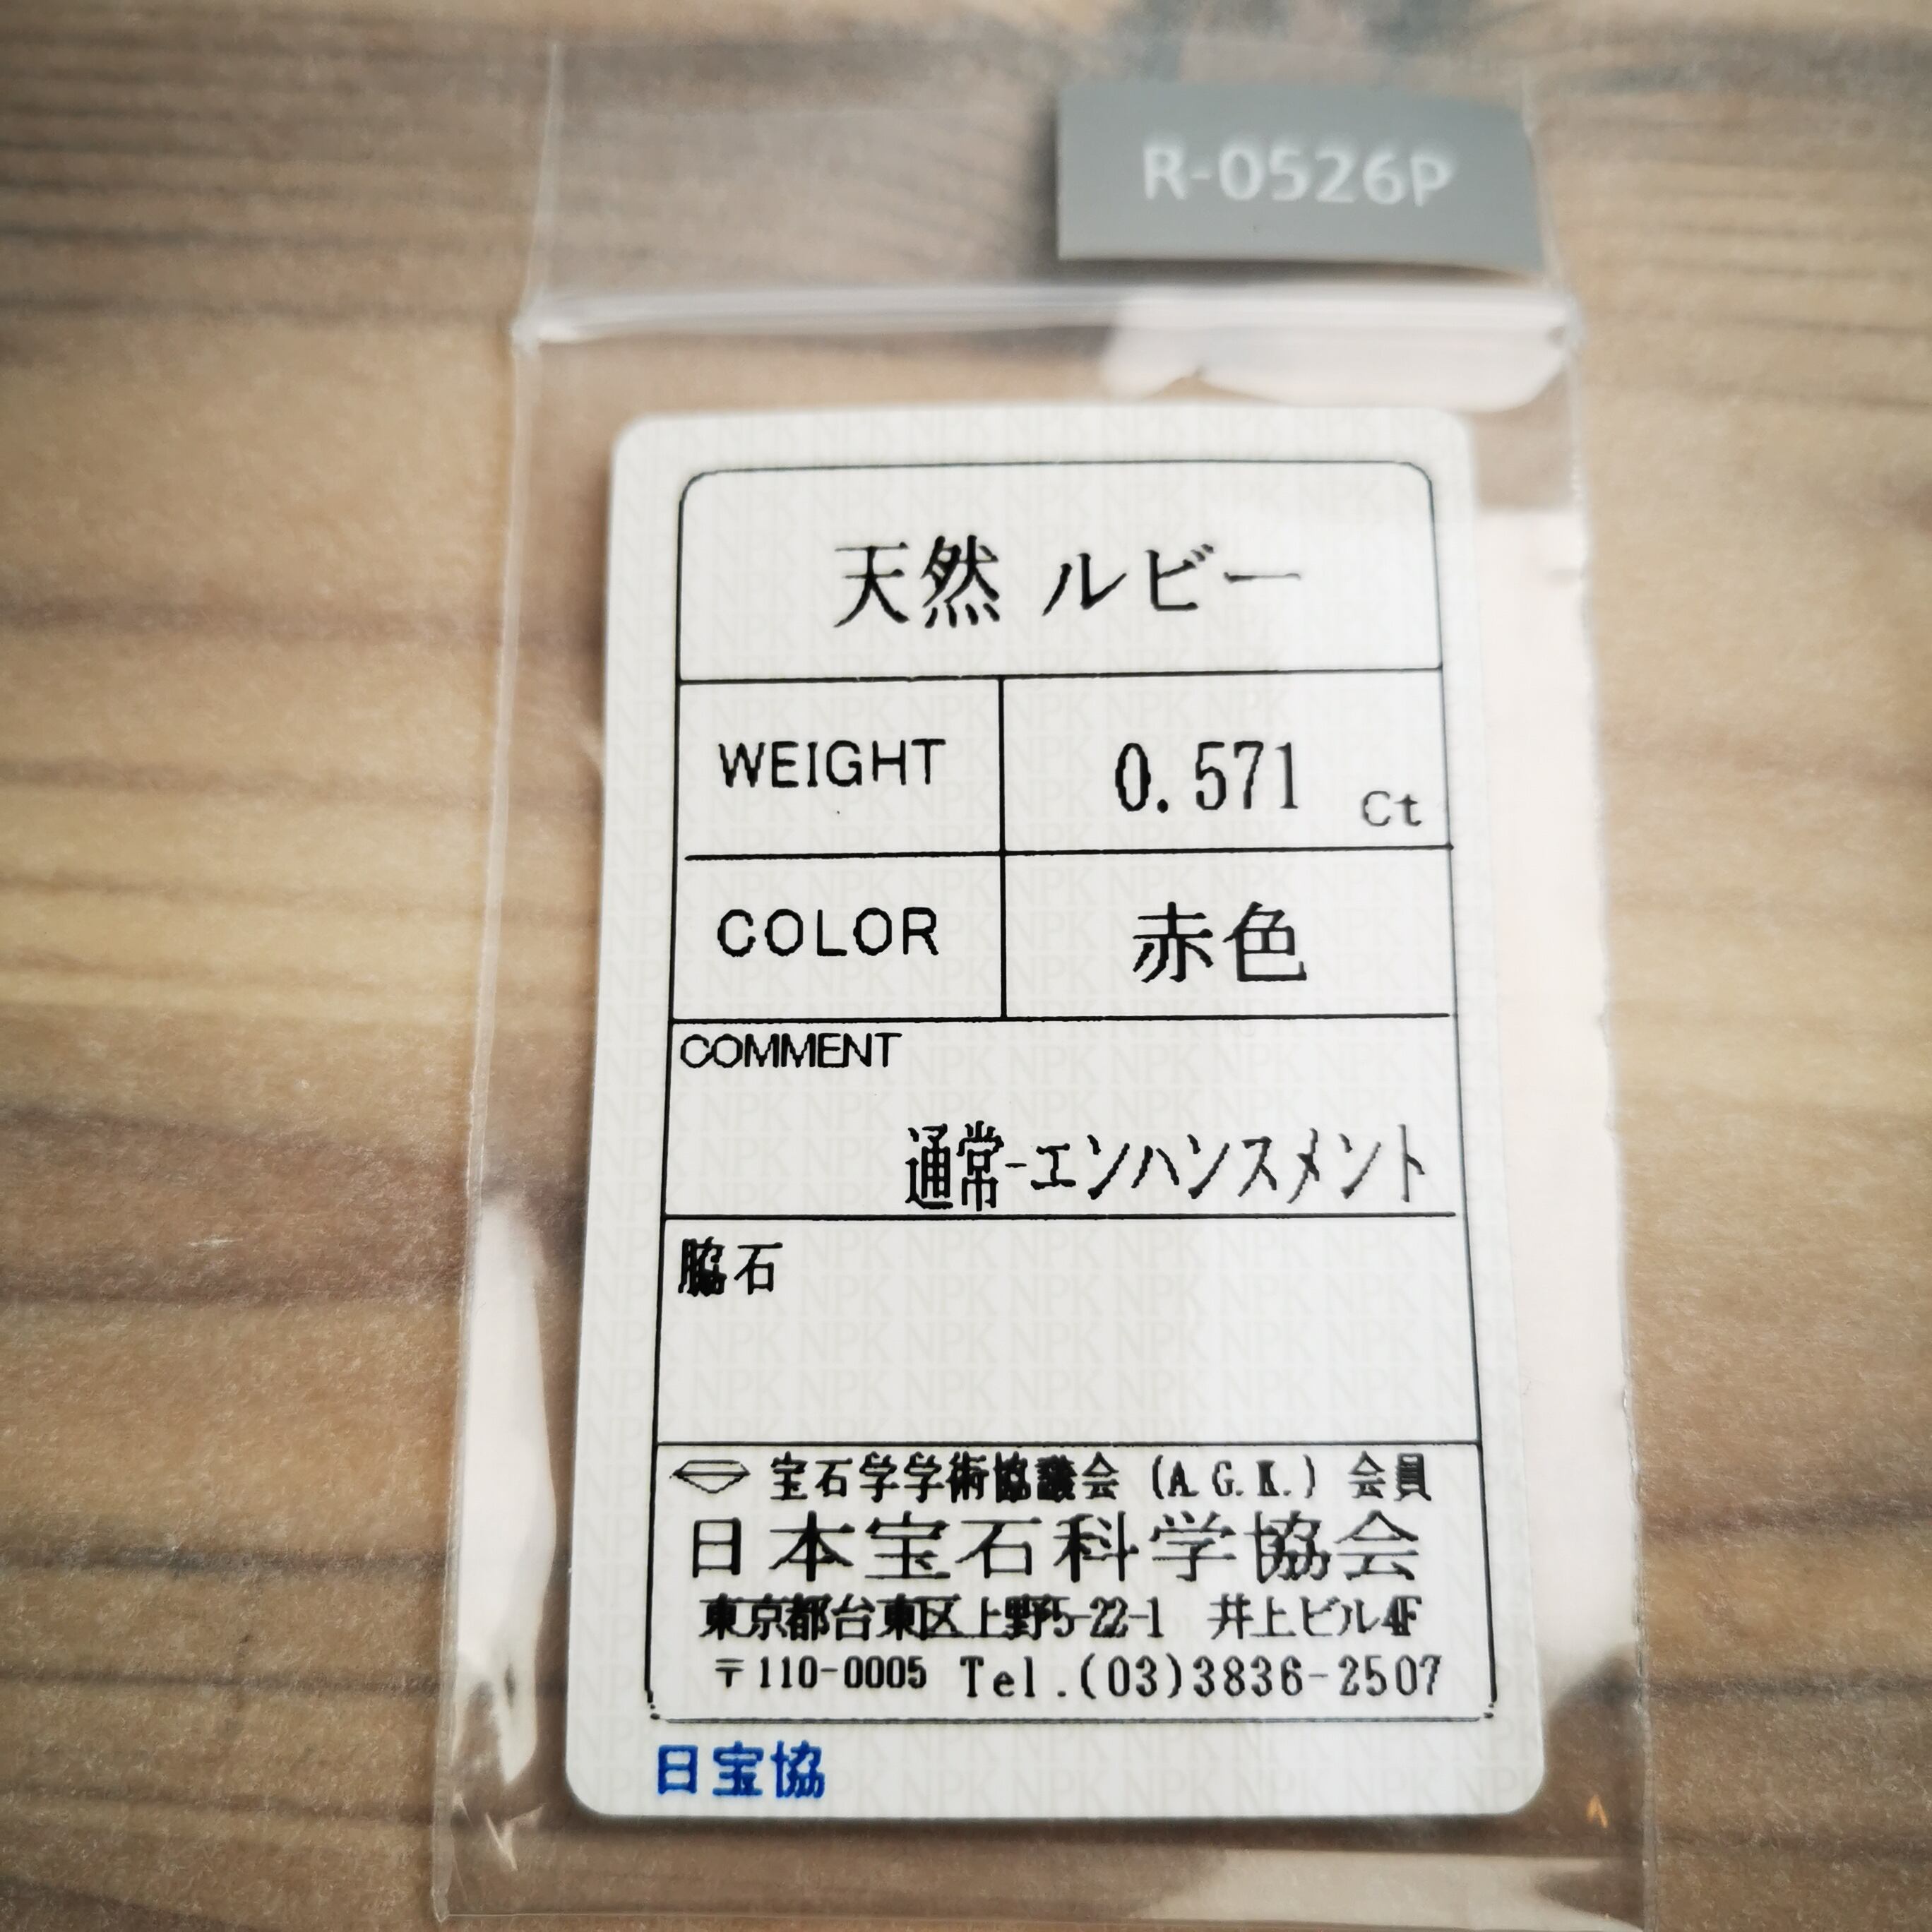 R-0526P
天然 ルビー
WEIGHT 0.571 Ct
COLOR 赤色
COMMENT
通常-エンハンスメント
脇石
宝石学学術協議会 (A.G.K.) 会員
日本宝石科学協会
東京都台東区上野5-22-1 井上ビル4F
〒110-0005 Tel.(03)3836-2507
日宝協